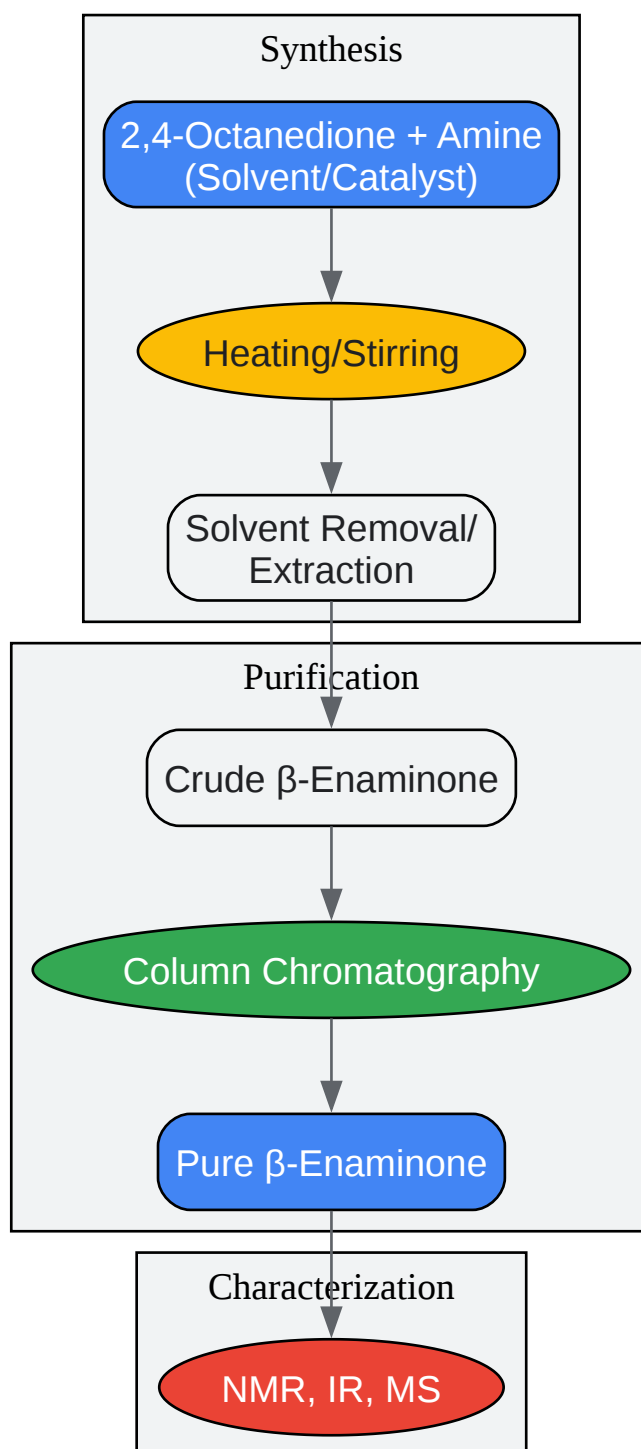 Synthesis
2,4-Octanedione + Amine
(Solvent/Catalyst)
Heating/Stirring
Solvent Removal/
Extraction
Purification
Crude β-Enaminone
Column Chromatography
Pure β-Enaminone
Characterization
NMR, IR, MS